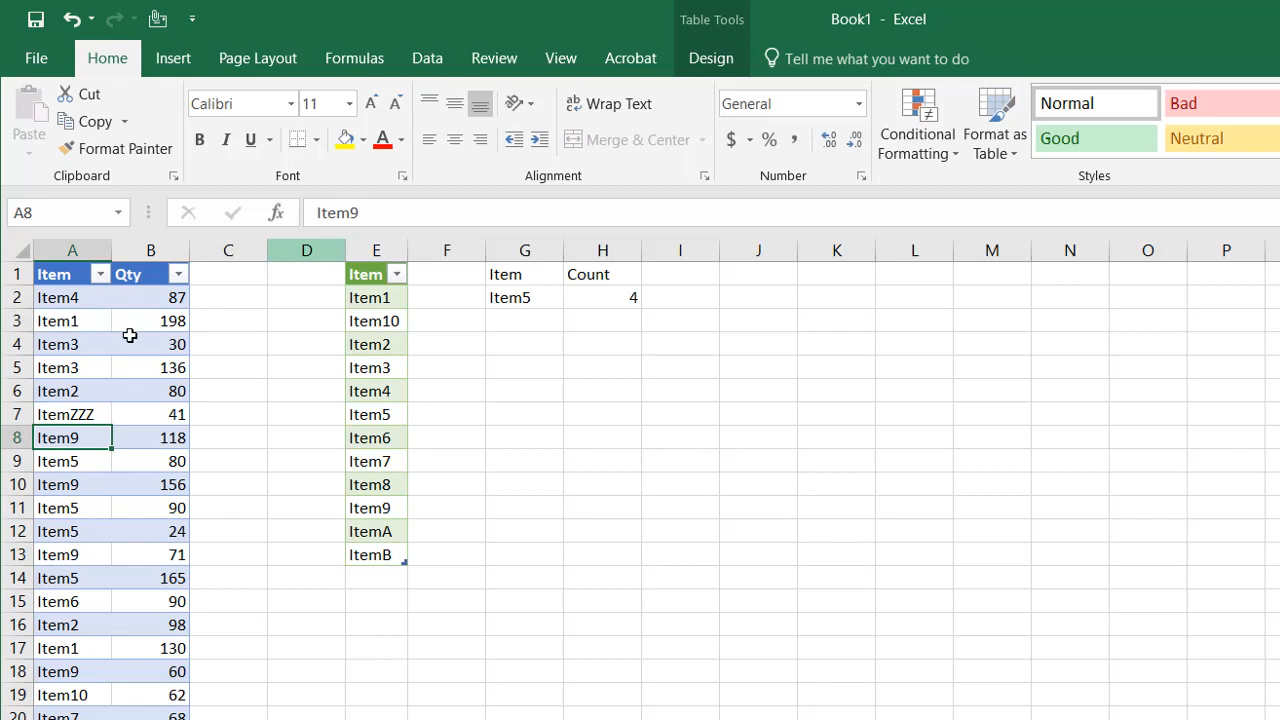 Table Tools
Book1 - Excel
File Home Insert Page Layout Formulas Data Review View Acrobat Design Tell me what you want to do
Paste
Cut
Copy
Format Painter
Clipboard
Calibri 11 A A
B I U A
Font
ab Wrap Text
Merge & Center
Alignment
General
$ % , .00 .0
Number
Conditional Formatting
Format as Table
Normal Bad
Good Neutral
Styles
A8 fx Item9
A B C D E F G H I J K L M N O P
1 Item Qty Item Item Count
2 Item4 87 Item1 Item5 4
3 Item1 198 Item10
4 Item3 30 Item2
5 Item3 136 Item3
6 Item2 80 Item4
7 ItemZZZ 41 Item5
8 Item9 118 Item6
9 Item5 80 Item7
10 Item9 156 Item8
11 Item5 90 Item9
12 Item5 24 ItemA
13 Item9 71 ItemB
14 Item5 165
15 Item6 90
16 Item2 98
17 Item1 130
18 Item9 60
19 Item10 62
20 Item7 68